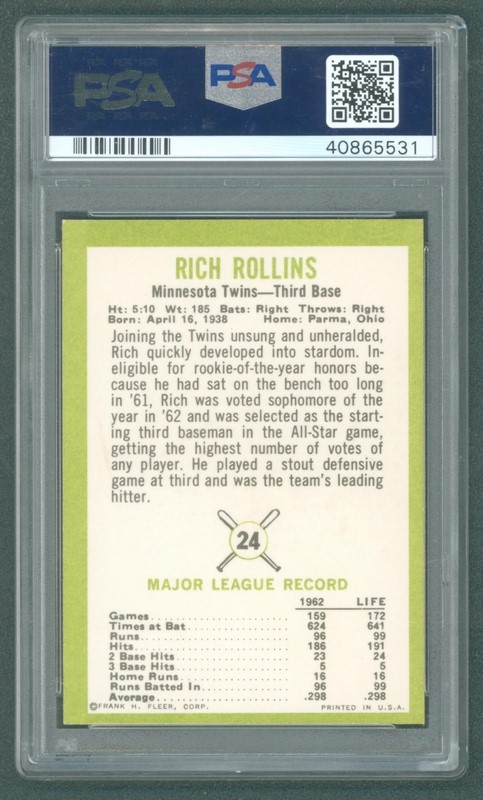 PSA
PSA
40865531
RICH ROLLINS
Minnesota Twins—Third Base
Ht: 5:10 Wt: 185 Bats: Right Throws: Right
Born: April 16, 1938 Home: Parma, Ohio
Joining the Twins unsung and unheralded,
Rich quickly developed into stardom. In-
eligible for rookie-of-the-year honors be-
cause he had sat on the bench too long
in '61, Rich was voted sophomore of the
year in '62 and was selected as the start-
ing third baseman in the All-Star game,
getting the highest number of votes of
any player. He played a stout defensive
game at third and was the team's leading
hitter.
24
MAJOR LEAGUE RECORD
1962 LIFE
Games 159 172
Times at Bat 624 641
Runs 96 99
Hits 186 191
2 Base Hits 23 24
3 Base Hits 5 5
Home Runs 16 16
Runs Batted In 96 99
Average .298 .298
©FRANK H. FLEER, CORP. PRINTED IN U.S.A.